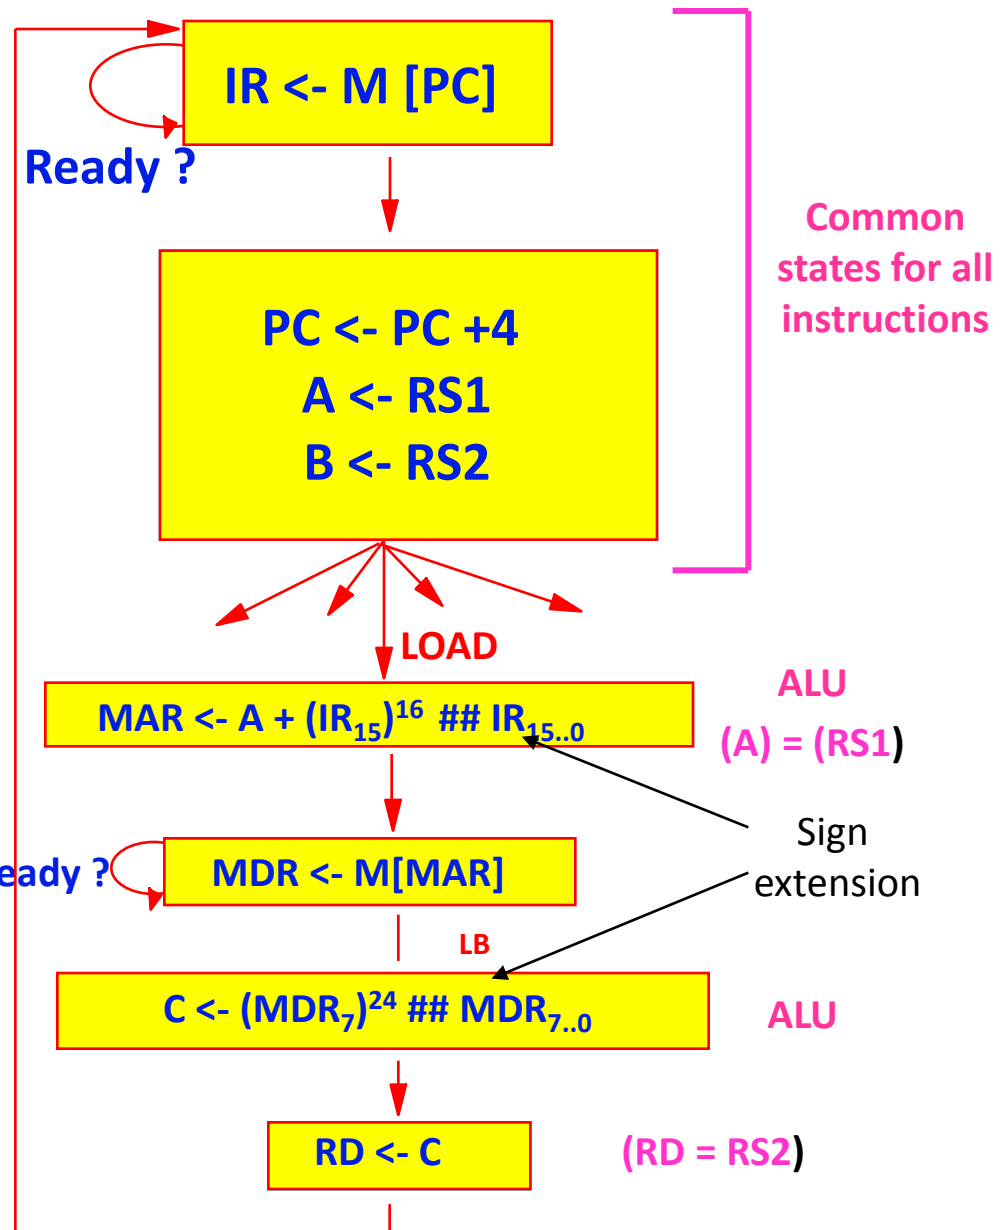 IR <- M [PC]
Ready ?
Common
states for all
instructions
PC <- PC +4
A <- RS1
B <- RS2
LOAD
MAR <- A + (IR₁₅)¹⁶ ## IR₁₅..₀
ALU
(A) = (RS1)
Sign
extension
eady ?
MDR <- M[MAR]
LB
C <- (MDR₇)²⁴ ## MDR₇..₀
ALU
RD <- C
(RD = RS2)